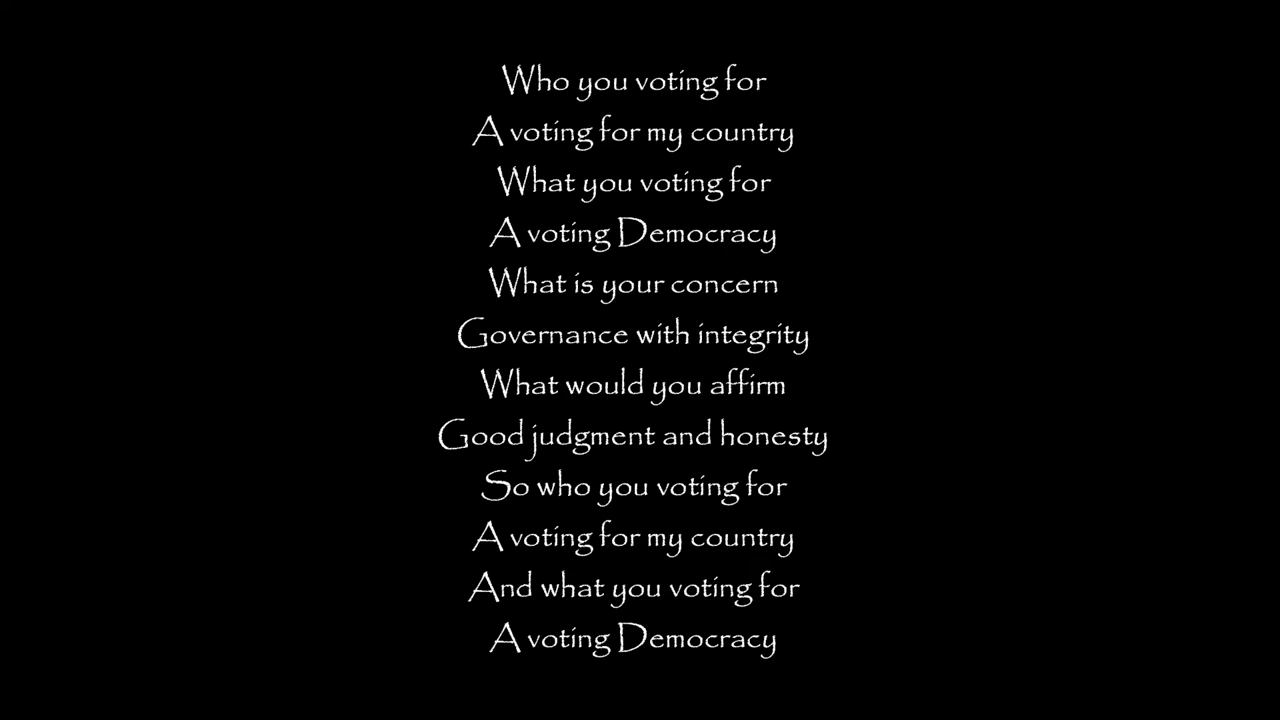 Who you voting for
A voting for my country
What you voting for
A voting Democracy
What is your concern
Governance with integrity
What would you affirm
Good judgment and honesty
So who you voting for
A voting for my country
And what you voting for
A voting Democracy